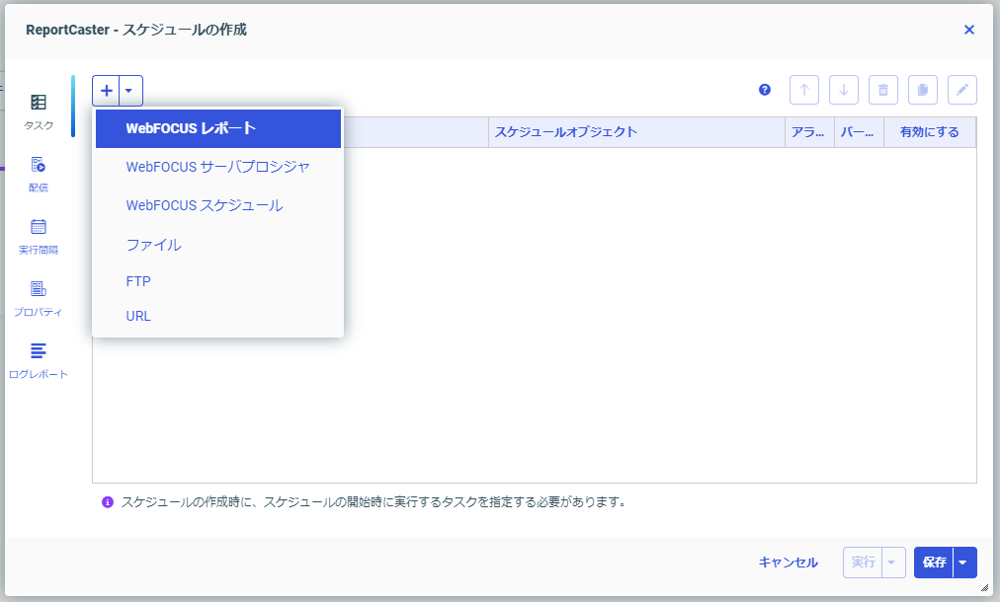 ReportCaster - スケジュールの作成
タスク
配信
実行間隔
プロパティ
ログレポート
WebFOCUS レポート
WebFOCUS サーバプロシジャ
WebFOCUS スケジュール
ファイル
FTP
URL
スケジュールオブジェクト
アラ...
バー...
有効にする
スケジュールの作成時に、スケジュールの開始時に実行するタスクを指定する必要があります。
キャンセル
実行
保存